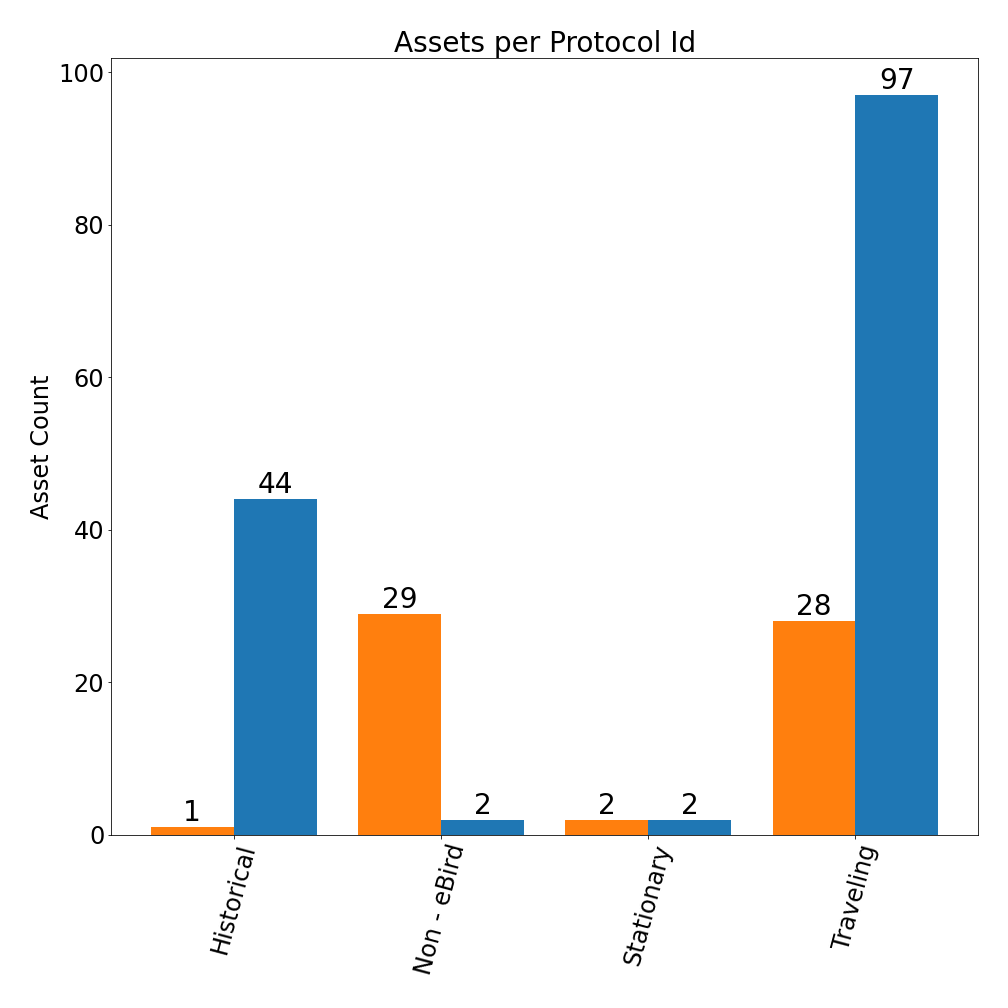 Assets per Protocol Id
Asset Count
100
80
60
40
20
0
1
44
29
2
2
2
28
97
Historical
Non - eBird
Stationary
Traveling